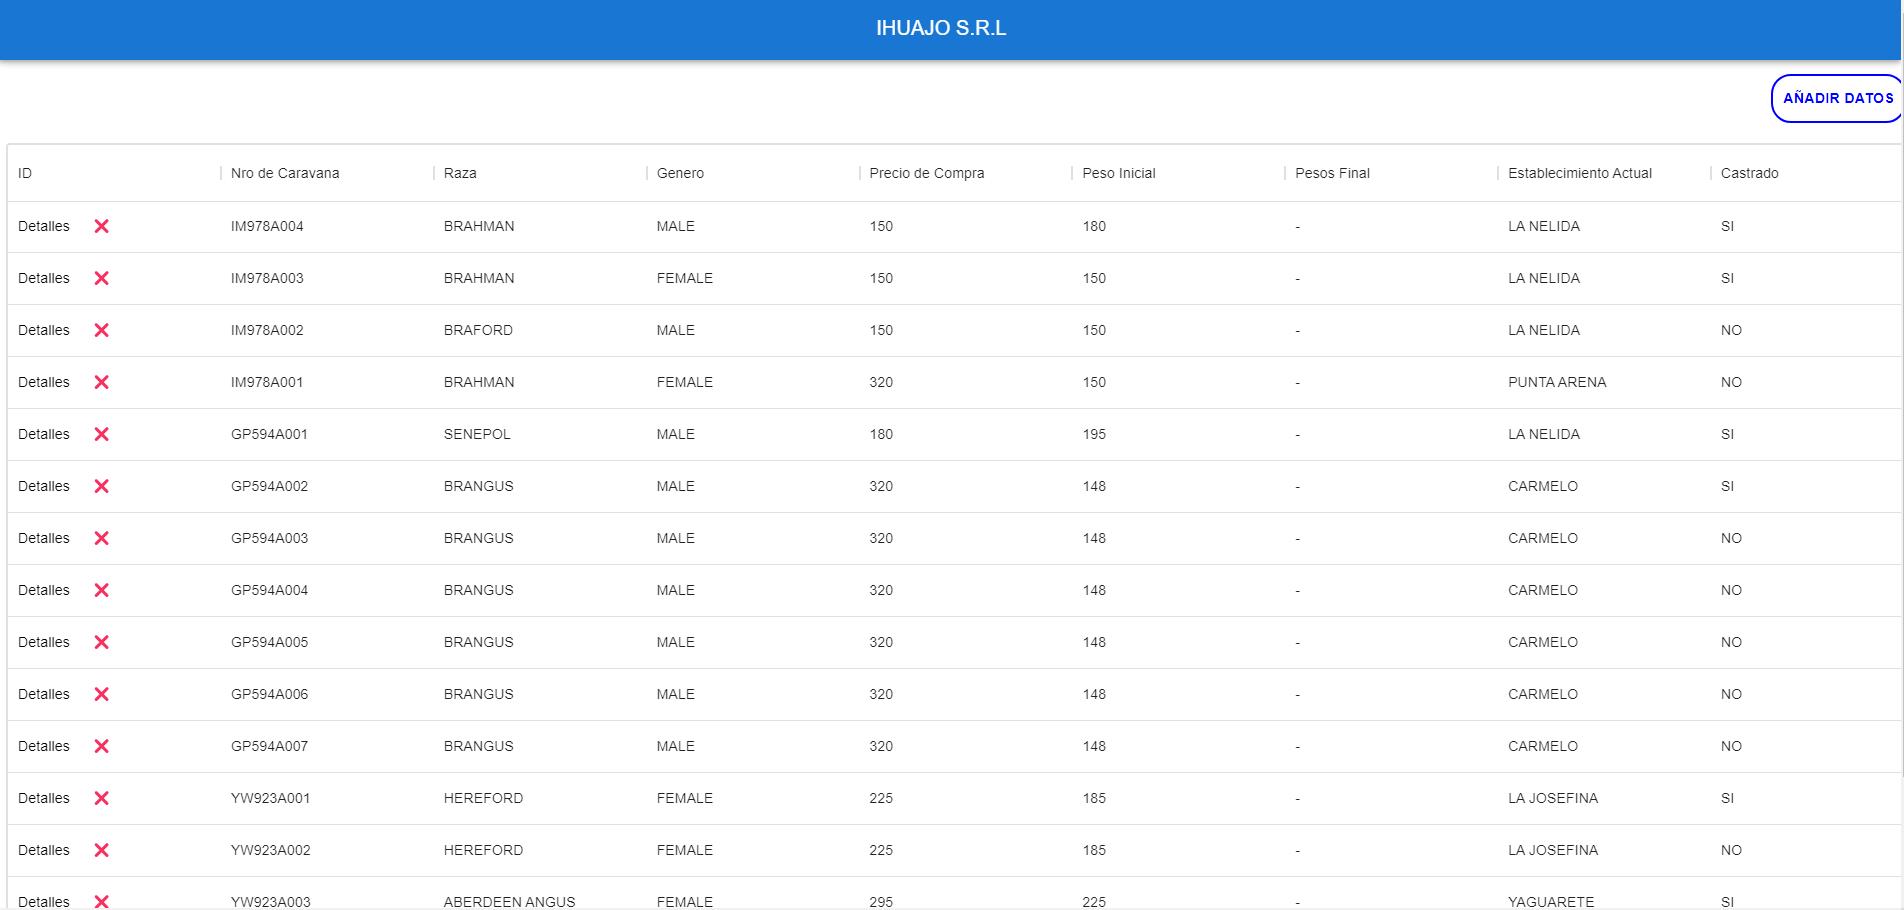 IHUAJO S.R.L
AÑADIR DATOS
ID Nro de Caravana Raza Genero Precio de Compra Peso Inicial Pesos Final Establecimiento Actual Castrado
Detalles IM978A004 BRAHMAN MALE 150 180 - LA NELIDA SI
Detalles IM978A003 BRAHMAN FEMALE 150 150 - LA NELIDA SI
Detalles IM978A002 BRAFORD MALE 150 150 - LA NELIDA NO
Detalles IM978A001 BRAHMAN FEMALE 320 150 - PUNTA ARENA NO
Detalles GP594A001 SENEPOL MALE 180 195 - LA NELIDA SI
Detalles GP594A002 BRANGUS MALE 320 148 - CARMELO SI
Detalles GP594A003 BRANGUS MALE 320 148 - CARMELO NO
Detalles GP594A004 BRANGUS MALE 320 148 - CARMELO NO
Detalles GP594A005 BRANGUS MALE 320 148 - CARMELO NO
Detalles GP594A006 BRANGUS MALE 320 148 - CARMELO NO
Detalles GP594A007 BRANGUS MALE 320 148 - CARMELO NO
Detalles YW923A001 HEREFORD FEMALE 225 185 - LA JOSEFINA SI
Detalles YW923A002 HEREFORD FEMALE 225 185 - LA JOSEFINA NO
Detalles YW923A003 ABERDEEN ANGUS FEMALE 295 225 - YAGUARETE SI